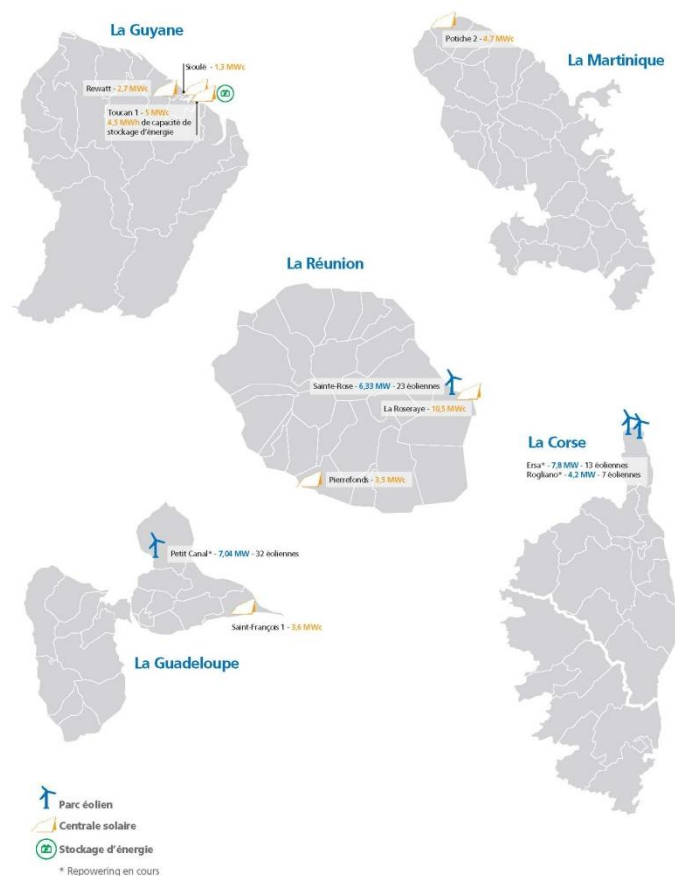 La Guyane
Sioulé - 1,3 MWc
Rewatt - 2,7 MWc
Toucan 1 - 5 MWc
4,5 MWh de capacité de
stockage d'énergie
Potiche 2 - 4,7 MWc
La Martinique
La Réunion
Sainte-Rose - 6,33 MW - 23 éoliennes
La Roseraye - 10,5 MWc
Pierrefonds - 3,5 MWc
La Corse
Ersa* - 7,8 MW - 13 éoliennes
Rogliano* - 4,2 MW - 7 éoliennes
Petit Canal* - 7,04 MW - 32 éoliennes
Saint-François 1 - 3,6 MWc
La Guadeloupe
Parc éolien
Centrale solaire
Stockage d'énergie
* Repowering en cours